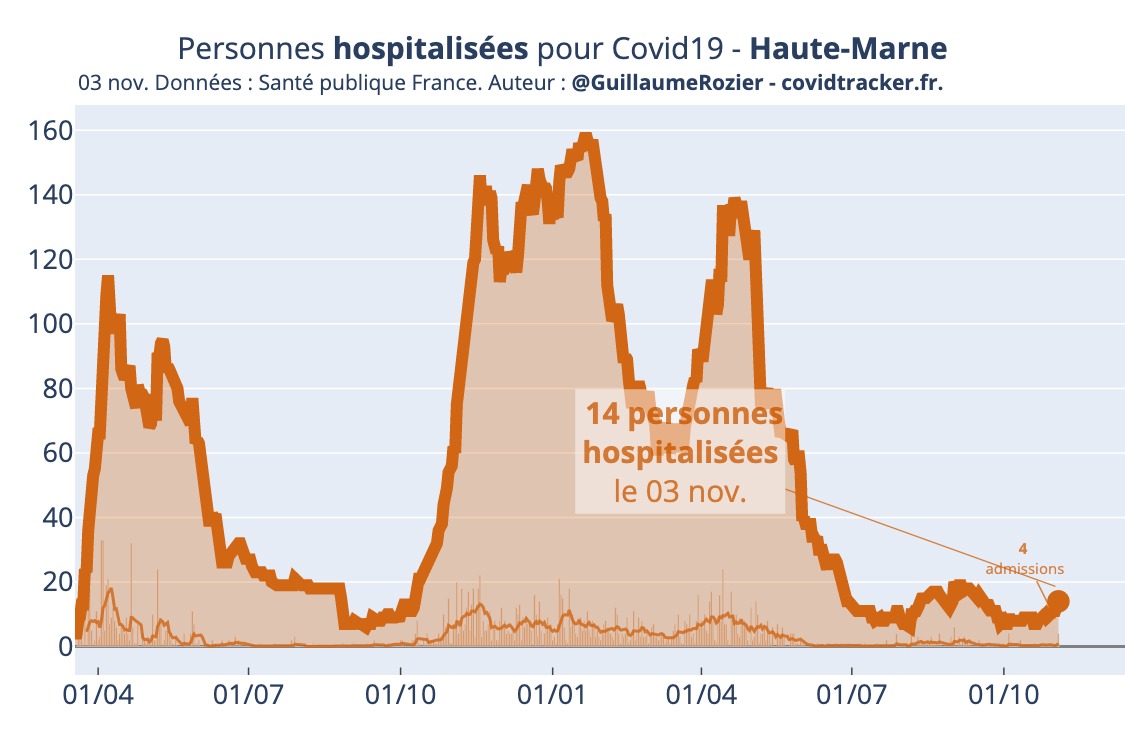 Personnes hospitalisées pour Covid19 - Haute-Marne
03 nov. Données : Santé publique France. Auteur : @GuillaumeRozier - covidtracker.fr.
160
140
120
100
80
60
40
20
0
14 personnes
hospitalisées
le 03 nov.
4
admissions
01/04 01/07 01/10 01/01 01/04 01/07 01/10